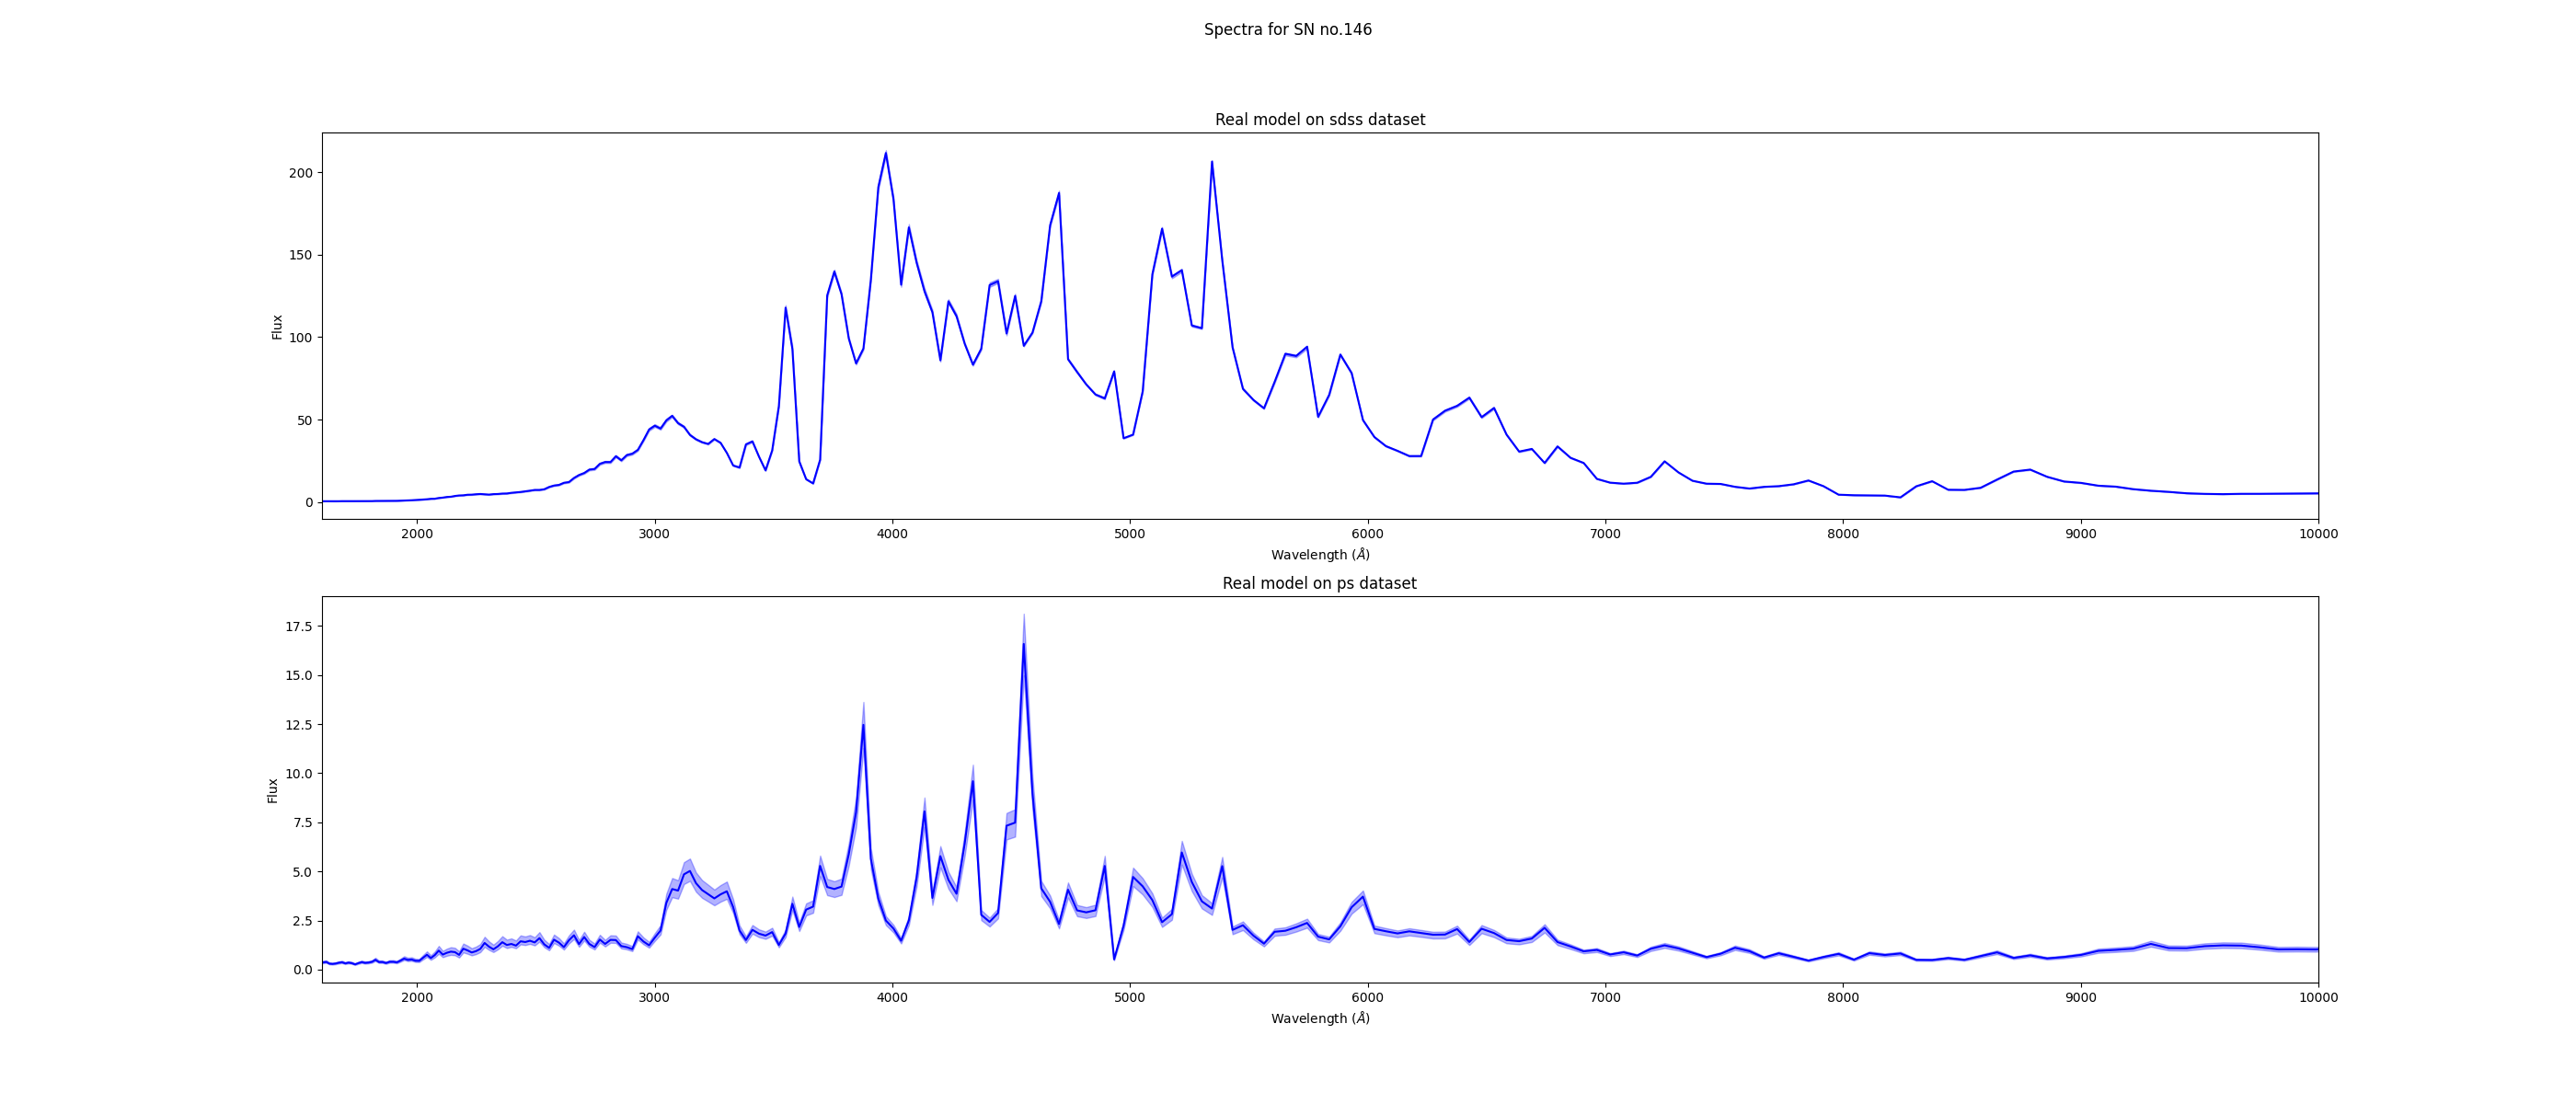 Spectra for SN no.146
Real model on sdss dataset
200
150
100
50
0
Flux
2000 3000 4000 5000 6000 7000 8000 9000 10000
Wavelength (Å)
Real model on ps dataset
17.5
15.0
12.5
10.0
7.5
5.0
2.5
0.0
Flux
2000 3000 4000 5000 6000 7000 8000 9000 10000
Wavelength (Å)